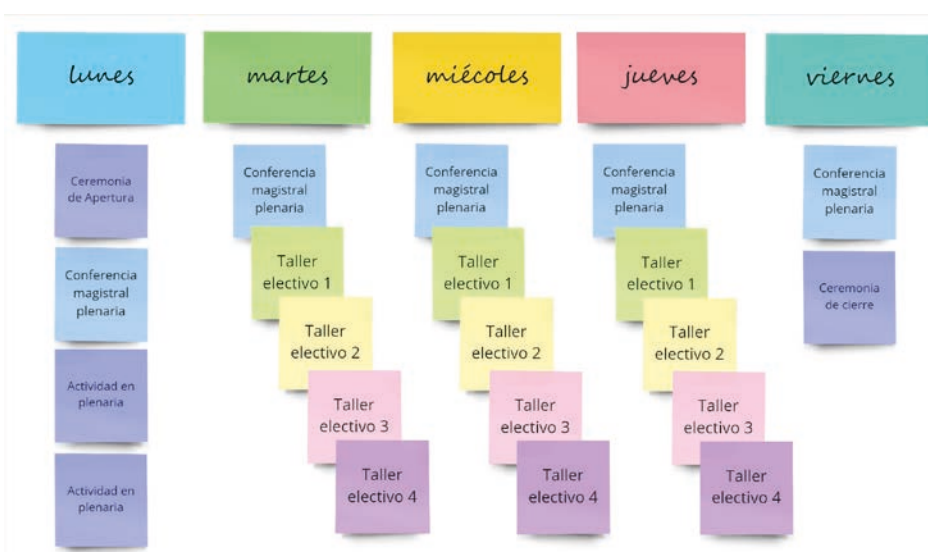 lunes
martes
miécoles
jueves
viernes
Ceremonia
de Apertura
Conferencia
magistral
plenaria
Actividad en
plenaria
Actividad en
plenaria
Conferencia
magistral
plenaria
Taller
electivo 1
Taller
electivo 2
Taller
electivo 3
Taller
electivo 4
Conferencia
magistral
plenaria
Taller
electivo 1
Taller
electivo 2
Taller
electivo 3
Taller
electivo 4
Conferencia
magistral
plenaria
Taller
electivo 1
Taller
electivo 2
Taller
electivo 3
Taller
electivo 4
Conferencia
magistral
plenaria
Ceremonia
de cierre